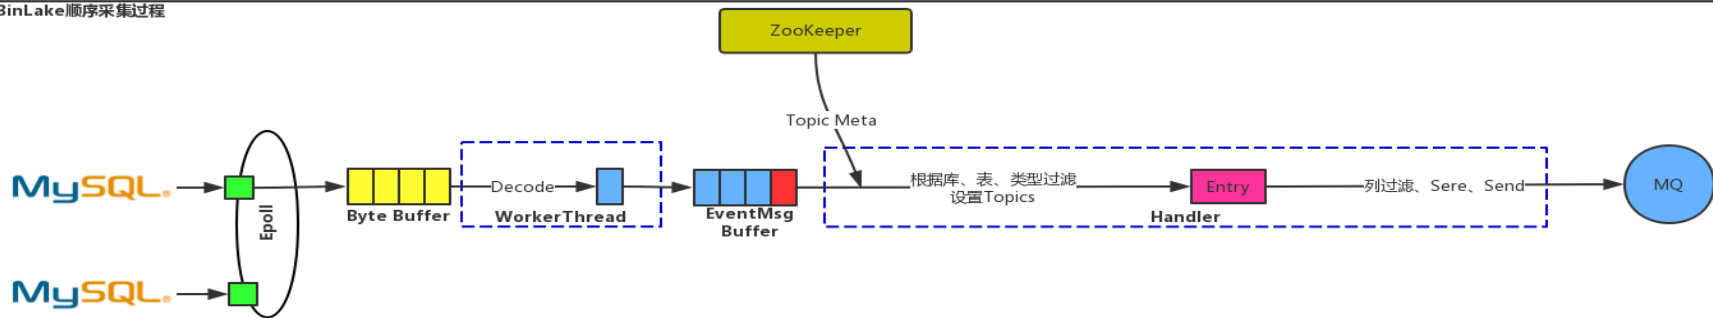 BinLake顺序采集过程
ZooKeeper
Topic Meta
MySQL
Epoll
Byte Buffer
Decode
WorkerThread
EventMsg
Buffer
根据库、表、类型过滤
设置Topics
Entry
Handler
列过滤、Sere、Send
MQ
MySQL